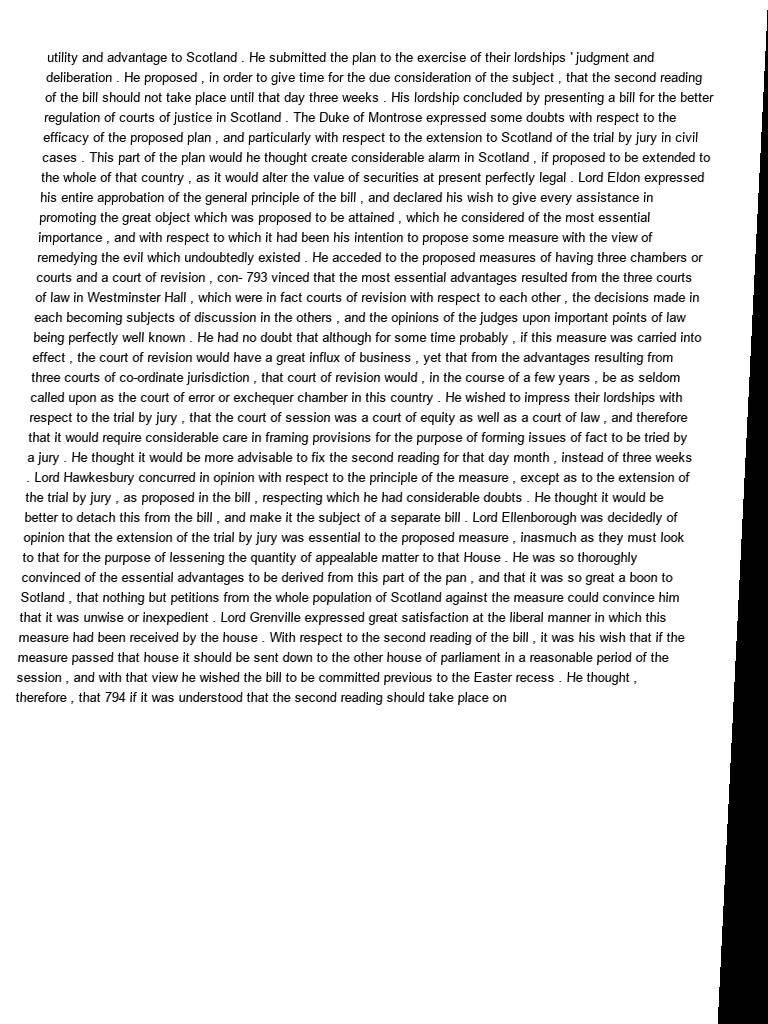 utility and advantage to Scotland . He submitted the plan to the exercise of their lordships ' judgment and
deliberation . He proposed , in order to give time for the due consideration of the subject , that the second reading
of the bill should not take place until that day three weeks . His lordship concluded by presenting a bill for the better
regulation of courts of justice in Scotland . The Duke of Montrose expressed some doubts with respect to the
efficacy of the proposed plan , and particularly with respect to the extension to Scotland of the trial by jury in civil
cases . This part of the plan would he thought create considerable alarm in Scotland , if proposed to be extended to
the whole of that country , as it would alter the value of securities at present perfectly legal . Lord Eldon expressed
his entire approbation of the general principle of the bill , and declared his wish to give every assistance in
promoting the great object which was proposed to be attained , which he considered of the most essential
importance , and with respect to which it had been his intention to propose some measure with the view of
remedying the evil which undoubtedly existed . He acceded to the proposed measures of having three chambers or
courts and a court of revision , con- 793 vinced that the most essential advantages resulted from the three courts
of law in Westminster Hall , which were in fact courts of revision with respect to each other , the decisions made in
each becoming subjects of discussion in the others , and the opinions of the judges upon important points of law
being perfectly well known . He had no doubt that although for some time probably , if this measure was carried into
effect , the court of revision would have a great influx of business , yet that from the advantages resulting from
three courts of co-ordinate jurisdiction , that court of revision would , in the course of a few years , be as seldom
called upon as the court of error or exchequer chamber in this country . He wished to impress their lordships with
respect to the trial by jury , that the court of session was a court of equity as well as a court of law , and therefore
that it would require considerable care in framing provisions for the purpose of forming issues of fact to be tried by
a jury . He thought it would be more advisable to fix the second reading for that day month , instead of three weeks
. Lord Hawkesbury concurred in opinion with respect to the principle of the measure , except as to the extension of
the trial by jury , as proposed in the bill , respecting which he had considerable doubts . He thought it would be
better to detach this from the bill , and make it the subject of a separate bill . Lord Ellenborough was decidedly of
opinion that the extension of the trial by jury was essential to the proposed measure , inasmuch as they must look
to that for the purpose of lessening the quantity of appealable matter to that House . He was so thoroughly
convinced of the essential advantages to be derived from this part of the pan , and that it was so great a boon to
Sotland , that nothing but petitions from the whole population of Scotland against the measure could convince him
that it was unwise or inexpedient . Lord Grenville expressed great satisfaction at the liberal manner in which this
measure had been received by the house . With respect to the second reading of the bill , it was his wish that if the
measure passed that house it should be sent down to the other house of parliament in a reasonable period of the
session , and with that view he wished the bill to be committed previous to the Easter recess . He thought ,
therefore , that 794 if it was understood that the second reading should take place on